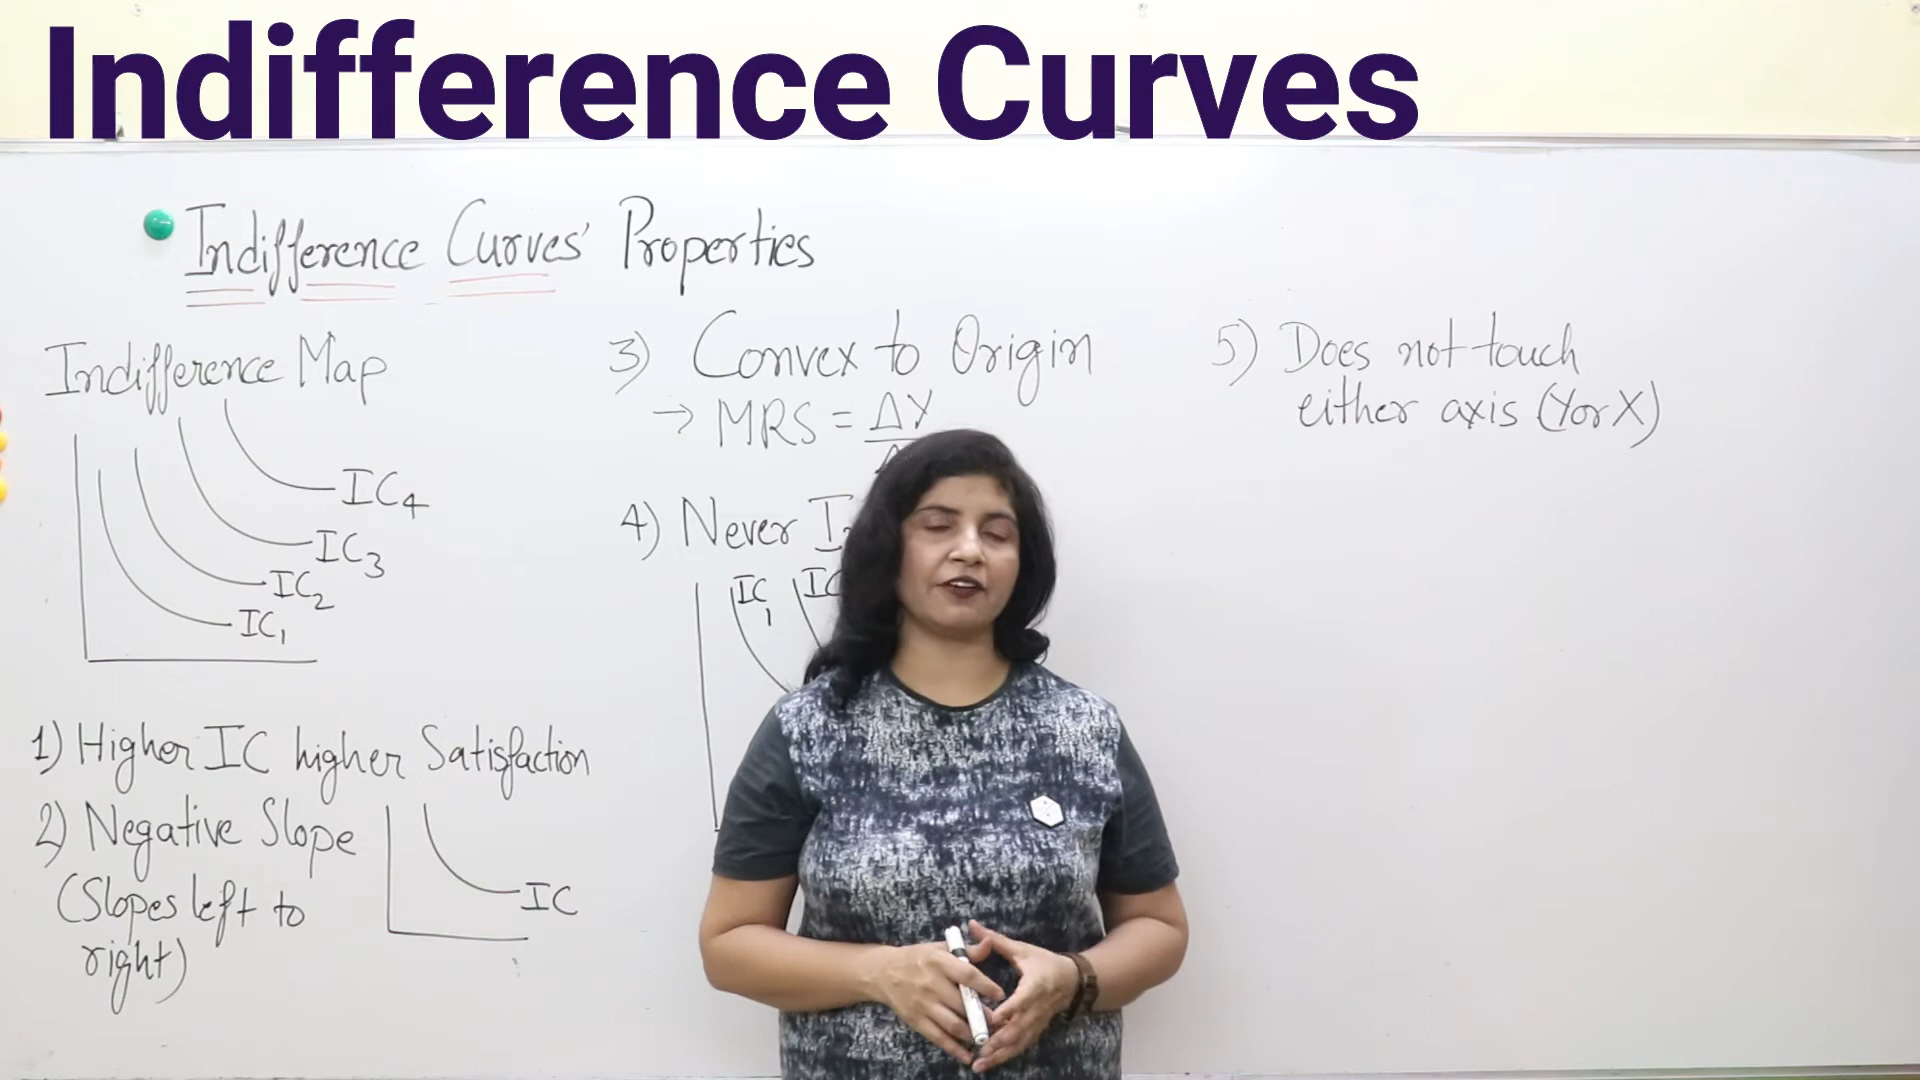 Indifference Curves
Indifference Curves' Properties
Indifference Map
IC4
IC3
IC2
IC1
1) Higher IC higher Satisfaction
2) Negative Slope
(Slopes left to
right)
IC
3) Convex to Origin
→ MRS = ΔY
4) Never
IC1 IC
5) Does not touch
either axis (Y or X)